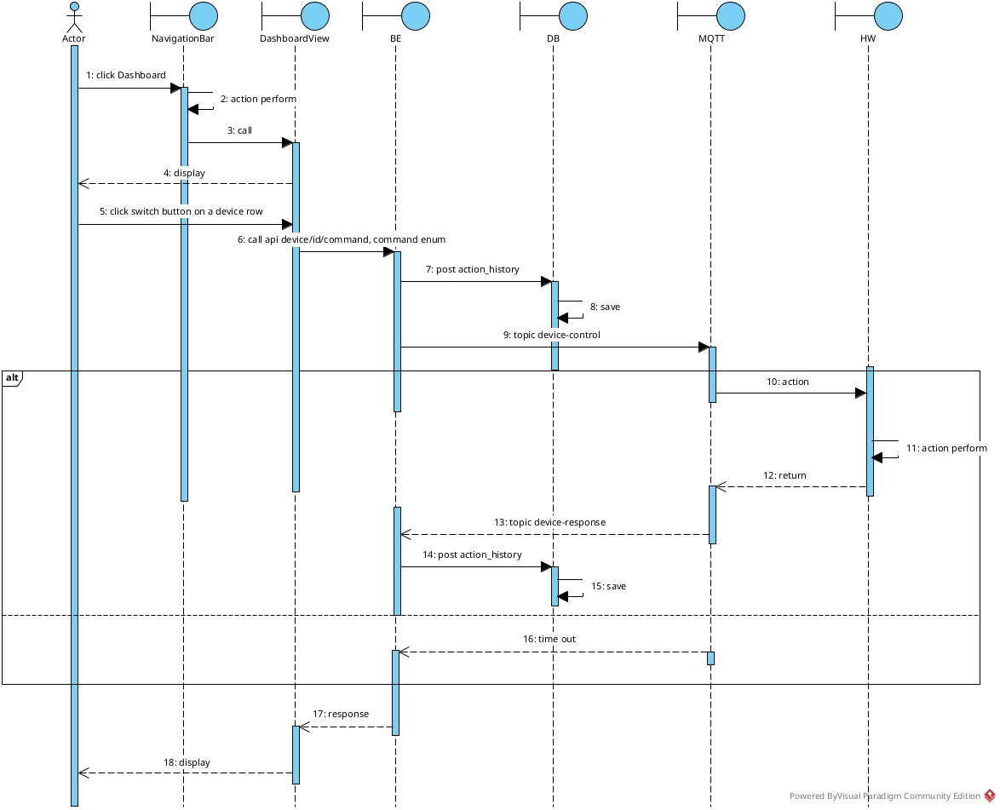 Actor
NavigationBar
DashboardView
BE
DB
MQTT
HW
1: click Dashboard
2: action perform
3: call
4: display
5: click switch button on a device row
6: call api device/id/command, command enum
7: post action_history
8: save
9: topic device-control
alt
10: action
11: action perform
12: return
13: topic device-response
14: post action_history
15: save
16: time out
17: response
18: display
Powered ByVisual Paradigm Community Edition